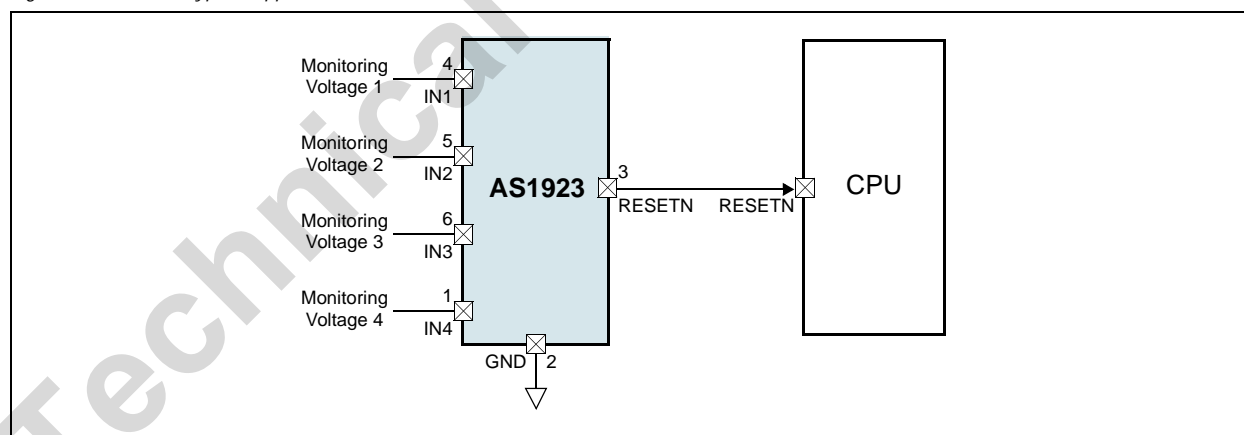 Monitoring
Voltage 1
4
IN1
Monitoring
Voltage 2
5
IN2
Monitoring
Voltage 3
6
IN3
Monitoring
Voltage 4
1
IN4
AS1923
3
RESETN
RESETN
CPU
GND
2
Technical